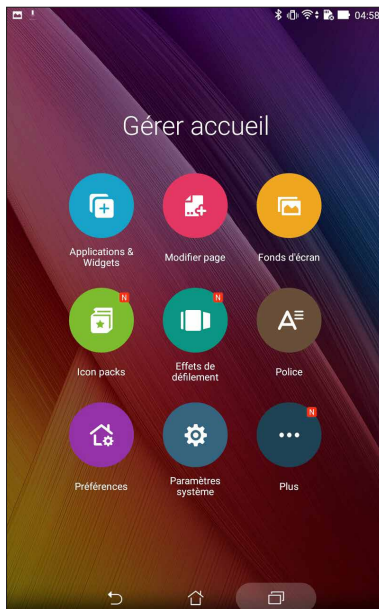 04:58
Gérer accueil
Applications &
Widgets
Modifier page
Fonds d'écran
N
N
Icon packs
Effets de
défilement
A
Police
N
Préférences
Paramètres
système
Plus